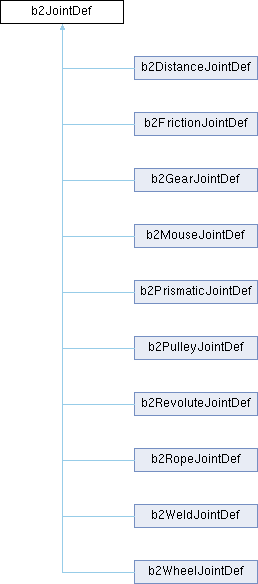 b2JointDef
b2DistanceJointDef
b2FrictionJointDef
b2GearJointDef
b2MouseJointDef
b2PrismaticJointDef
b2PulleyJointDef
b2RevoluteJointDef
b2RopeJointDef
b2WeldJointDef
b2WheelJointDef